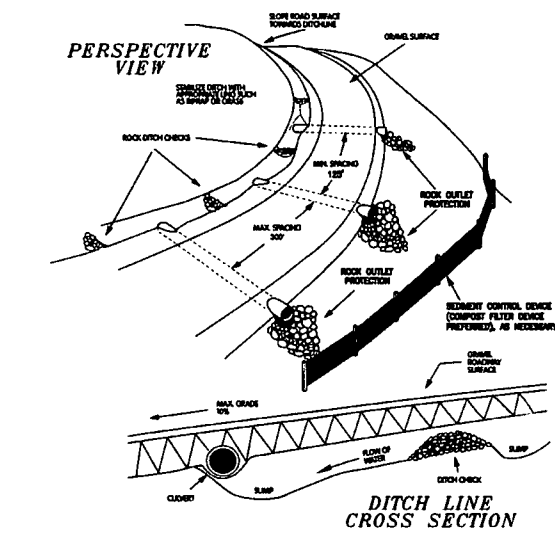 SLOPE ROAD SURFACE
TOWARDS DITCHLINE
PERSPECTIVE
VIEW
GRAVEL SURFACE
STABILIZE DITCH WITH
APPROPRIATE LINING SUCH
AS RIPRAP OR GRASS
ROCK DITCH CHECKS
MIN. SPACING
125'
ROCK OUTLET
PROTECTION
MAX. SPACING
300'
ROCK OUTLET
PROTECTION
SEDIMENT CONTROL DEVICE
(COMPOST FILTER DEVICE
PREFERRED), AS NECESSARY
GRAVEL
ROADWAY
SURFACE
MAX. GRADE
10%
FLOW OF
WATER
SUMP
CULVERT
SUMP
DITCH CHECK
DITCH LINE
CROSS SECTION